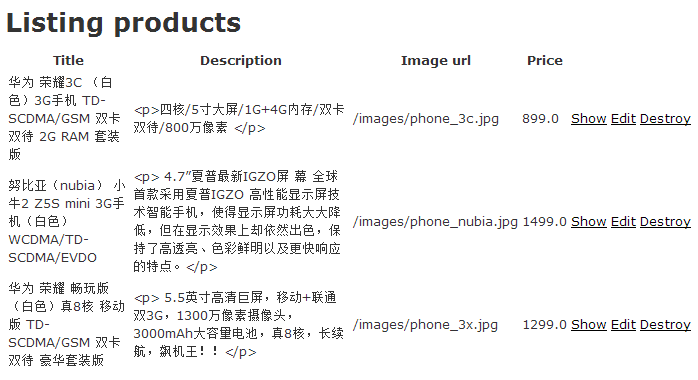 Listing products
Title Description Image url Price
华为 荣耀3C （白
色）3G手机 TD-
SCDMA/GSM 双卡
双待 2G RAM 套装
版
<p>四核/5寸大屏/1G+4G内存/双卡
双待/800万像素 </p>
/images/phone_3c.jpg 899.0 Show Edit Destroy
努比亚（nubia） 小
牛2 Z5S mini 3G手
机（白色）
WCDMA/TD-
SCDMA/EVDO
<p> 4.7”夏普最新IGZO屏 幕 全球
首款采用夏普IGZO 高性能显示屏技
术智能手机，使得显示屏功耗大大降
低，但在显示效果上却依然出色，保
持了高透亮、色彩鲜明以及更快响应
的特点。</p>
/images/phone_nubia.jpg 1499.0 Show Edit Destroy
华为 荣耀 畅玩版
（白色）真8核 移动
版 TD-
SCDMA/GSM 双卡
双待 豪华套装版
<p> 5.5英寸高清巨屏，移动+联通
双3G，1300万像素摄像头，
3000mAh大容量电池，真8核，长续
航，飙机王！！</p>
/images/phone_3x.jpg 1299.0 Show Edit Destroy